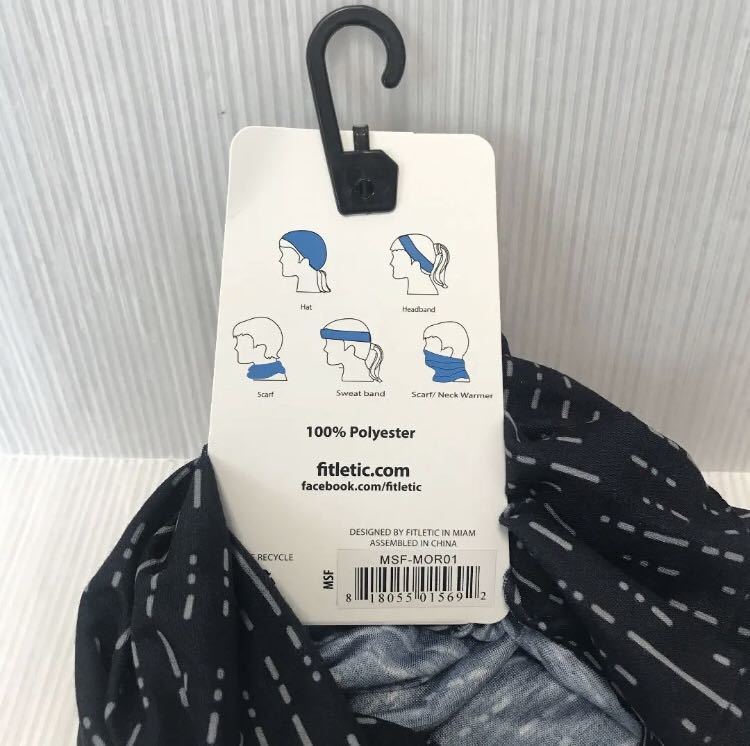 Hat
Headband
Scarf
Sweat band
Scarf/ Neck Warmer
100% Polyester
fitletic.com
facebook.com/fitletic
DESIGNED BY FITLETIC IN MIAM
ASSEMBLED IN CHINA
RECYCLE
MSF
MSF-MOR01
8 18055 01569 2